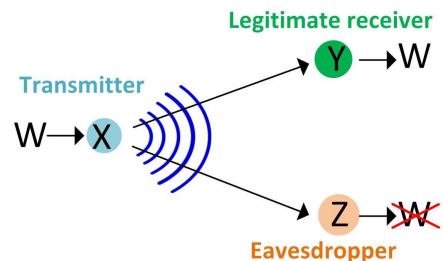 Legitimate receiver
Y W
Transmitter
W X
Z W
Eavesdropper